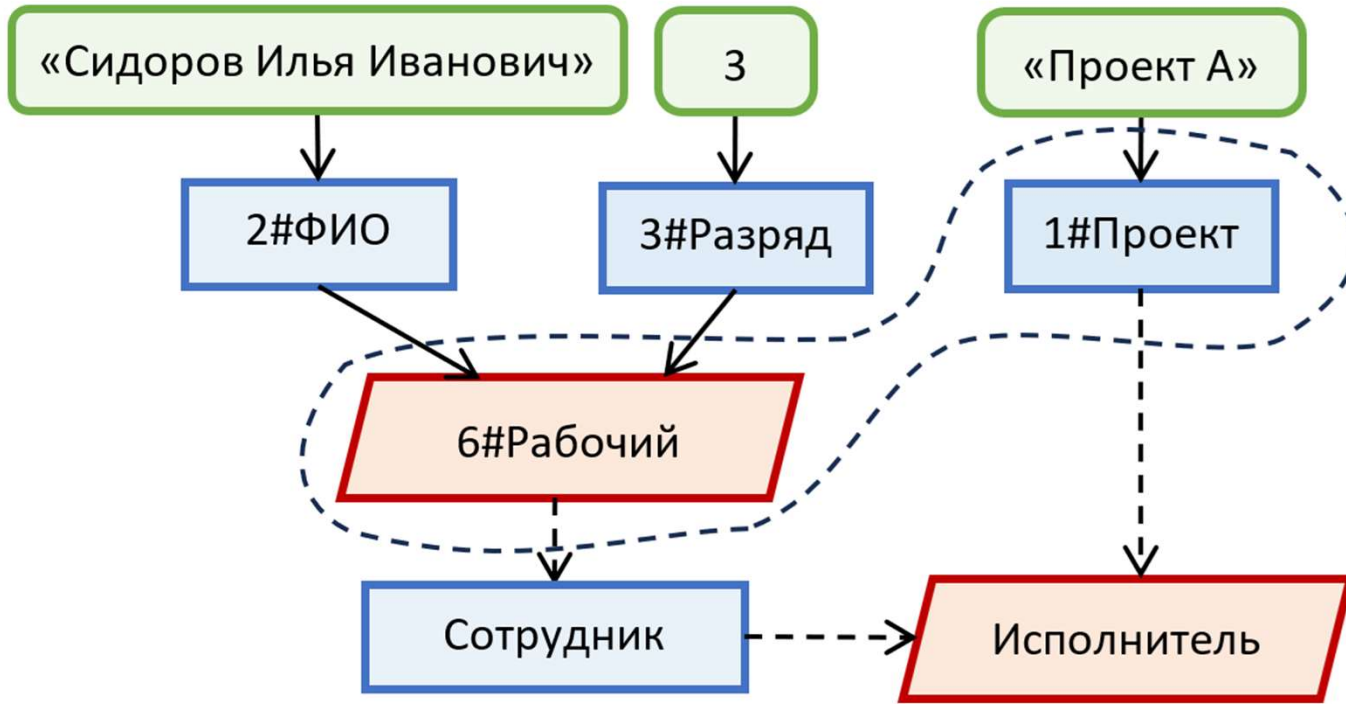 «Сидоров Илья Иванович»
3
«Проект А»
2#ФИО
3#Разряд
1#Проект
6#Рабочий
Сотрудник
Исполнитель